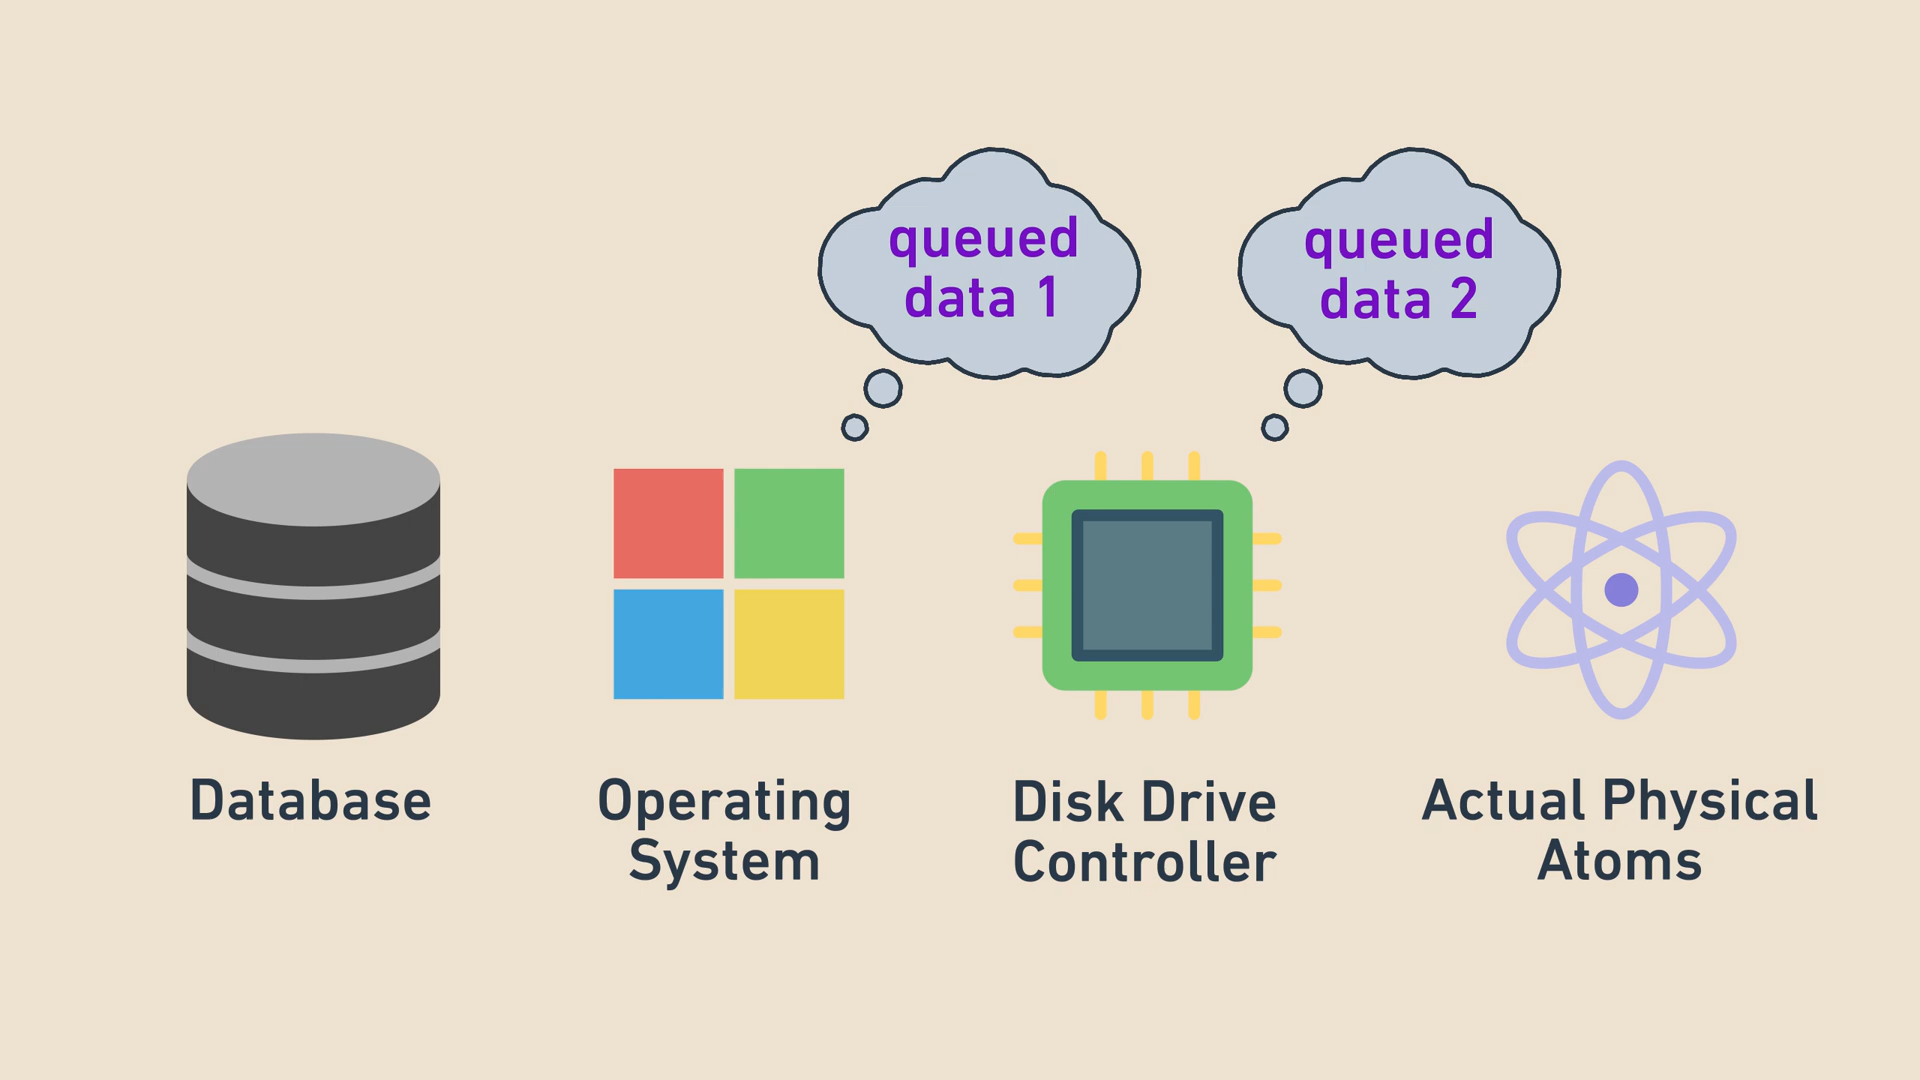 queued
data 1
queued
data 2
Database
Operating
System
Disk Drive
Controller
Actual Physical
Atoms